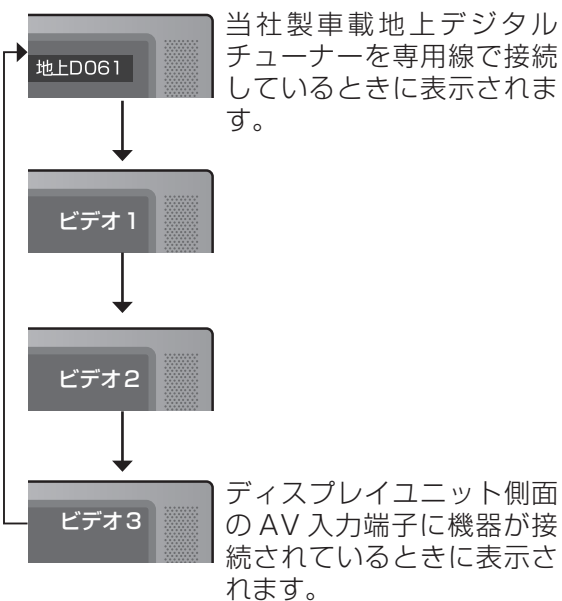 当社製車載地上デジタル
チューナーを専用線で接続
しているときに表示されま
す。
地上D061
ビデオ1
ビデオ2
ビデオ3
ディスプレイユニット側面
の AV 入力端子に機器が接
続されているときに表示さ
れます。